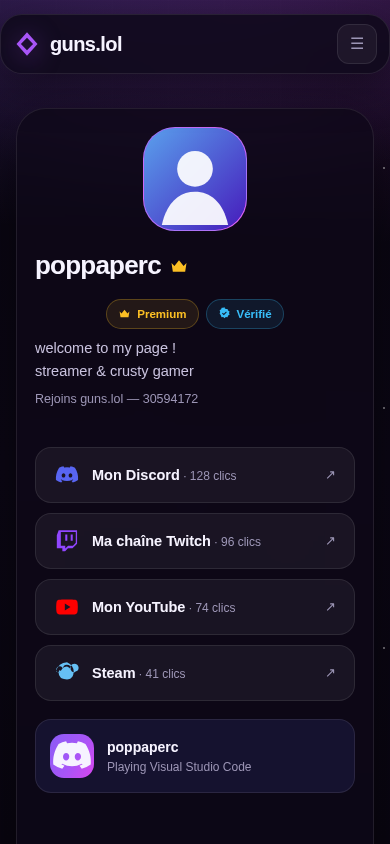 guns.lol
poppaperc
Premium
Vérifié
welcome to my page !
streamer & crusty gamer
Rejoins guns.lol — 30594172
Mon Discord · 128 clics
Ma chaîne Twitch · 96 clics
Mon YouTube · 74 clics
Steam · 41 clics
poppaperc
Playing Visual Studio Code